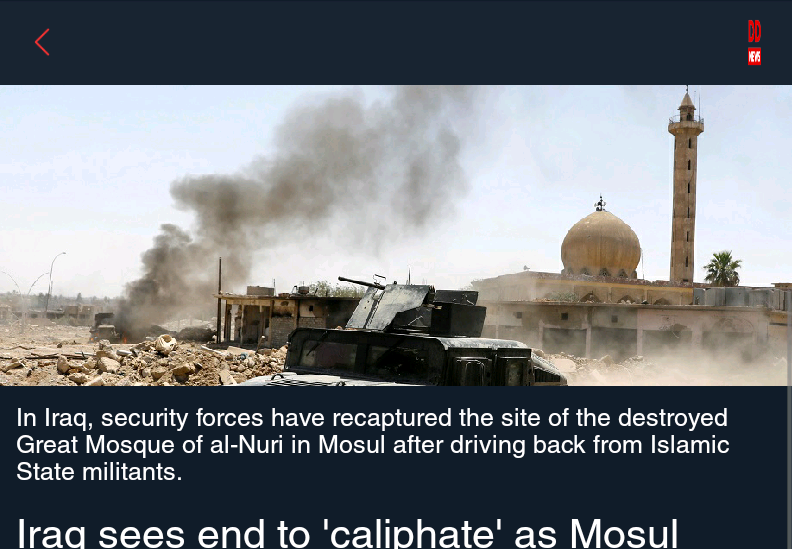 DD
NEWS
In Iraq, security forces have recaptured the site of the destroyed
Great Mosque of al-Nuri in Mosul after driving back from Islamic
State militants.
Iraq sees end to 'caliphate' as Mosul